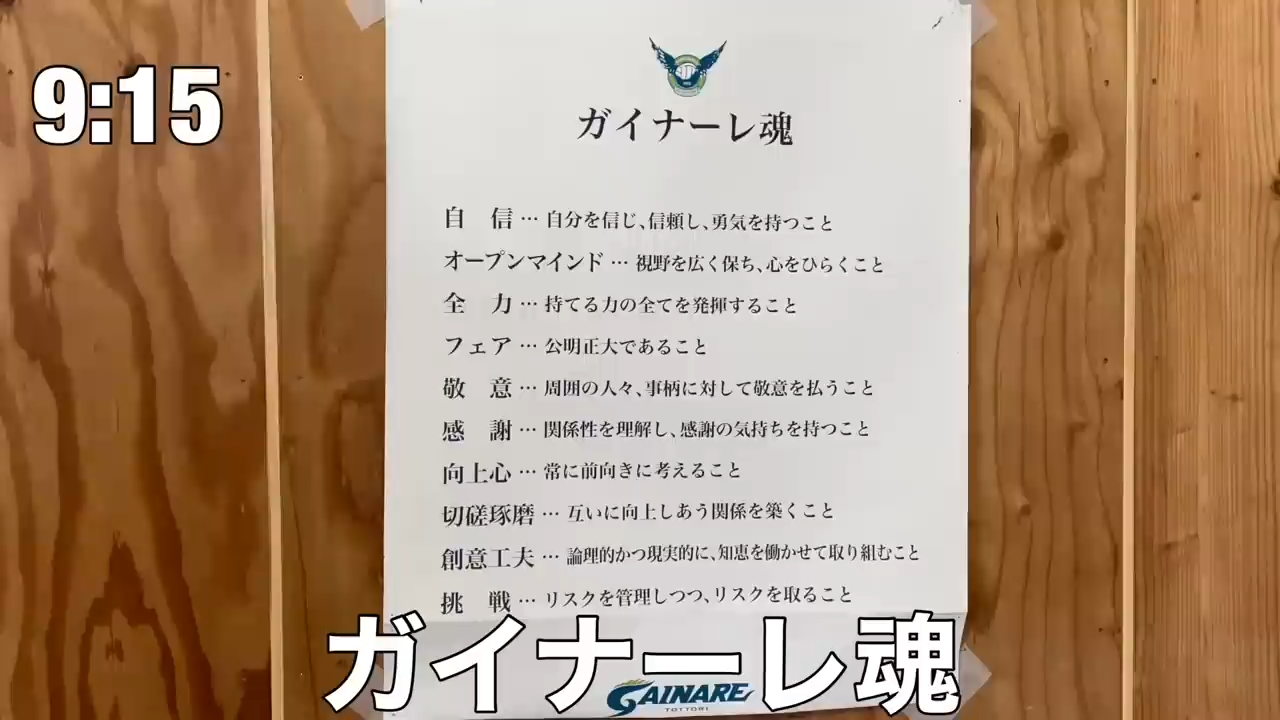 9:15
ガイナーレ魂
自 信 … 自分を信じ、信頼し、勇気を持つこと
オープンマインド … 視野を広く保ち、心をひらくこと
全 力 … 持てる力の全てを発揮すること
フェア … 公明正大であること
敬 意 … 周囲の人々、事柄に対して敬意を払うこと
感 謝 … 関係性を理解し、感謝の気持ちを持つこと
向上心 … 常に前向きに考えること
切磋琢磨 … 互いに向上しあう関係を築くこと
創意工夫 … 論理的かつ現実的に、知恵を働かせて取り組むこと
挑 戦 … リスクを管理しつつ、リスクを取ること
ガイナーレ魂
GAINARE
TOTTORI